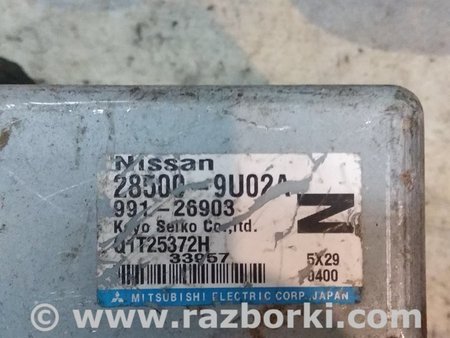 Nissan
28500-9U02A
991-26903
N
Koyo Seiko Co.,ltd.
Q1T25372H
33957
5X29
0400
MITSUBISHI ELECTRIC CORP. JAPAN
© www.razborki.com